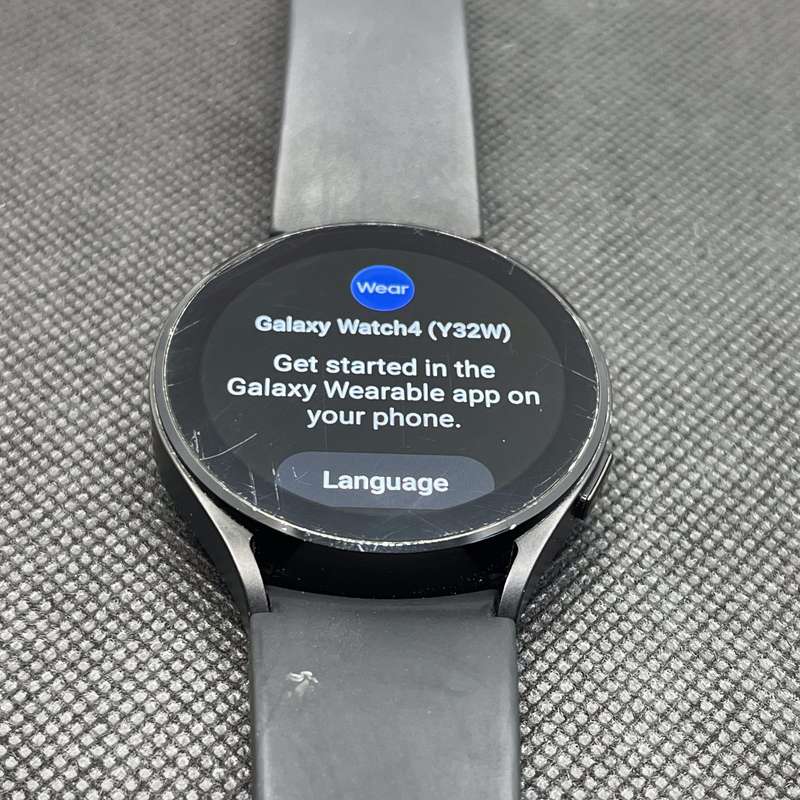 Wear
Galaxy Watch4 (Y32W)
Get started in the
Galaxy Wearable app on
your phone.
Language